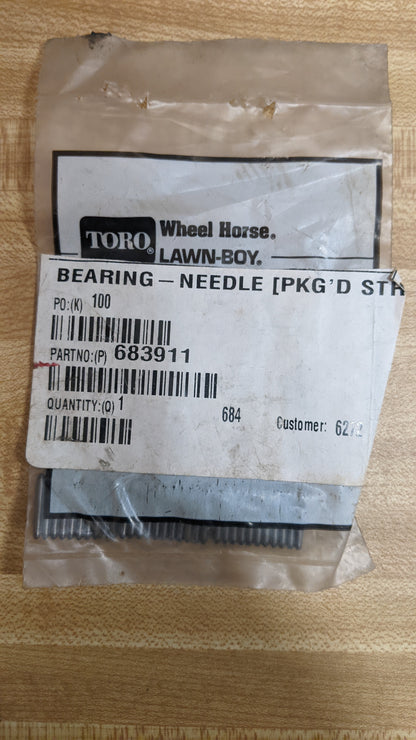 TORO® Wheel Horse®
LAWN-BOY®
BEARING – NEEDLE [PKG'D STR
PO:(K) 100
PARTNO:(P) 683911
QUANTITY:(Q) 1
684 Customer: